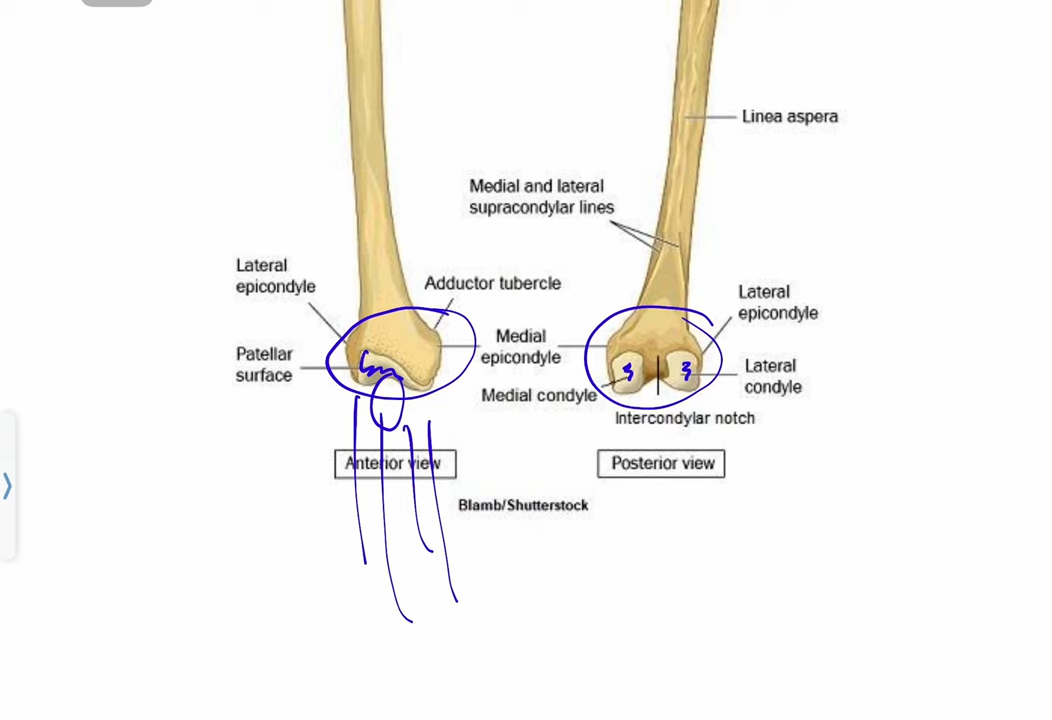 Linea aspera
Medial and lateral
supracondylar lines
Lateral
epicondyle
Adductor tubercle
Lateral
epicondyle
Medial
epicondyle
Patellar
surface
Lateral
condyle
Medial condyle
Intercondylar notch
Anterior view
Posterior view
Blamb/Shutterstock